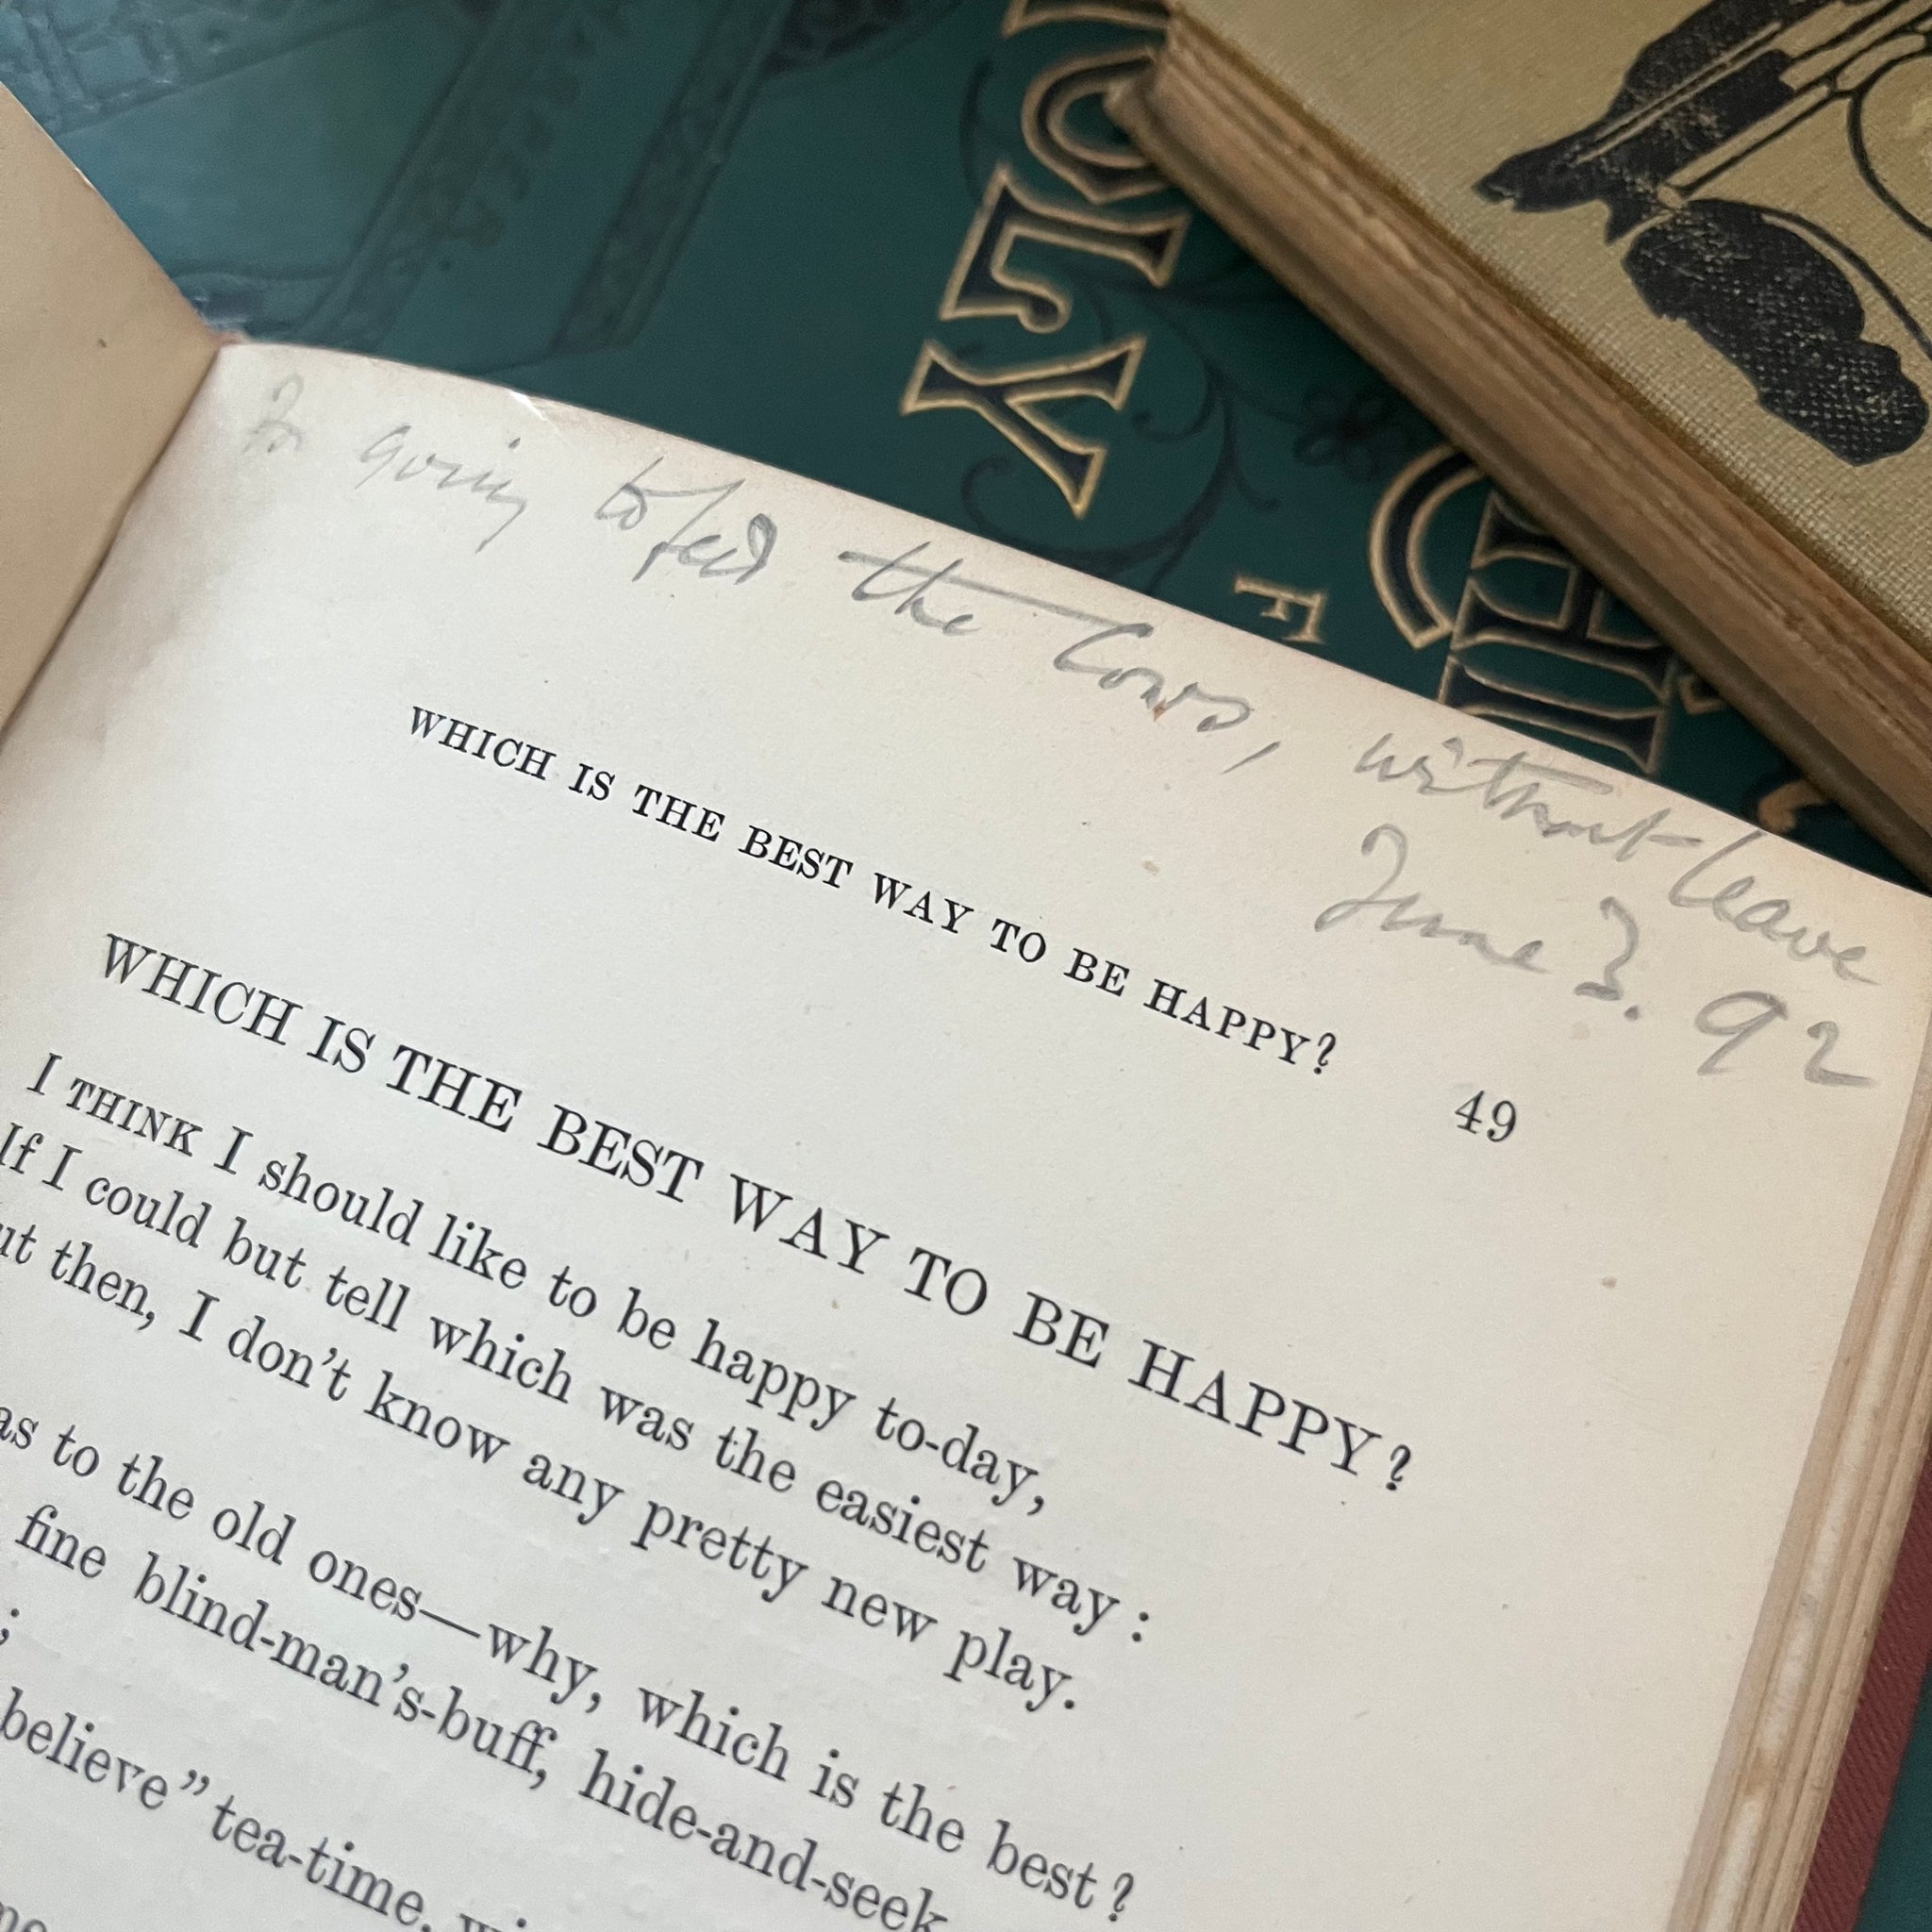 For going to feed the Cows, without leave
June 3. 92
WHICH IS THE BEST WAY TO BE HAPPY? 49
WHICH IS THE BEST WAY TO BE HAPPY?
I THINK I should like to be happy to-day,
If I could but tell which was the easiest way:
then, I don't know any pretty new play.
as to the old ones—why, which is the best?
fine blind-man's-buff, hide-and-seek
;
believe" tea-time,